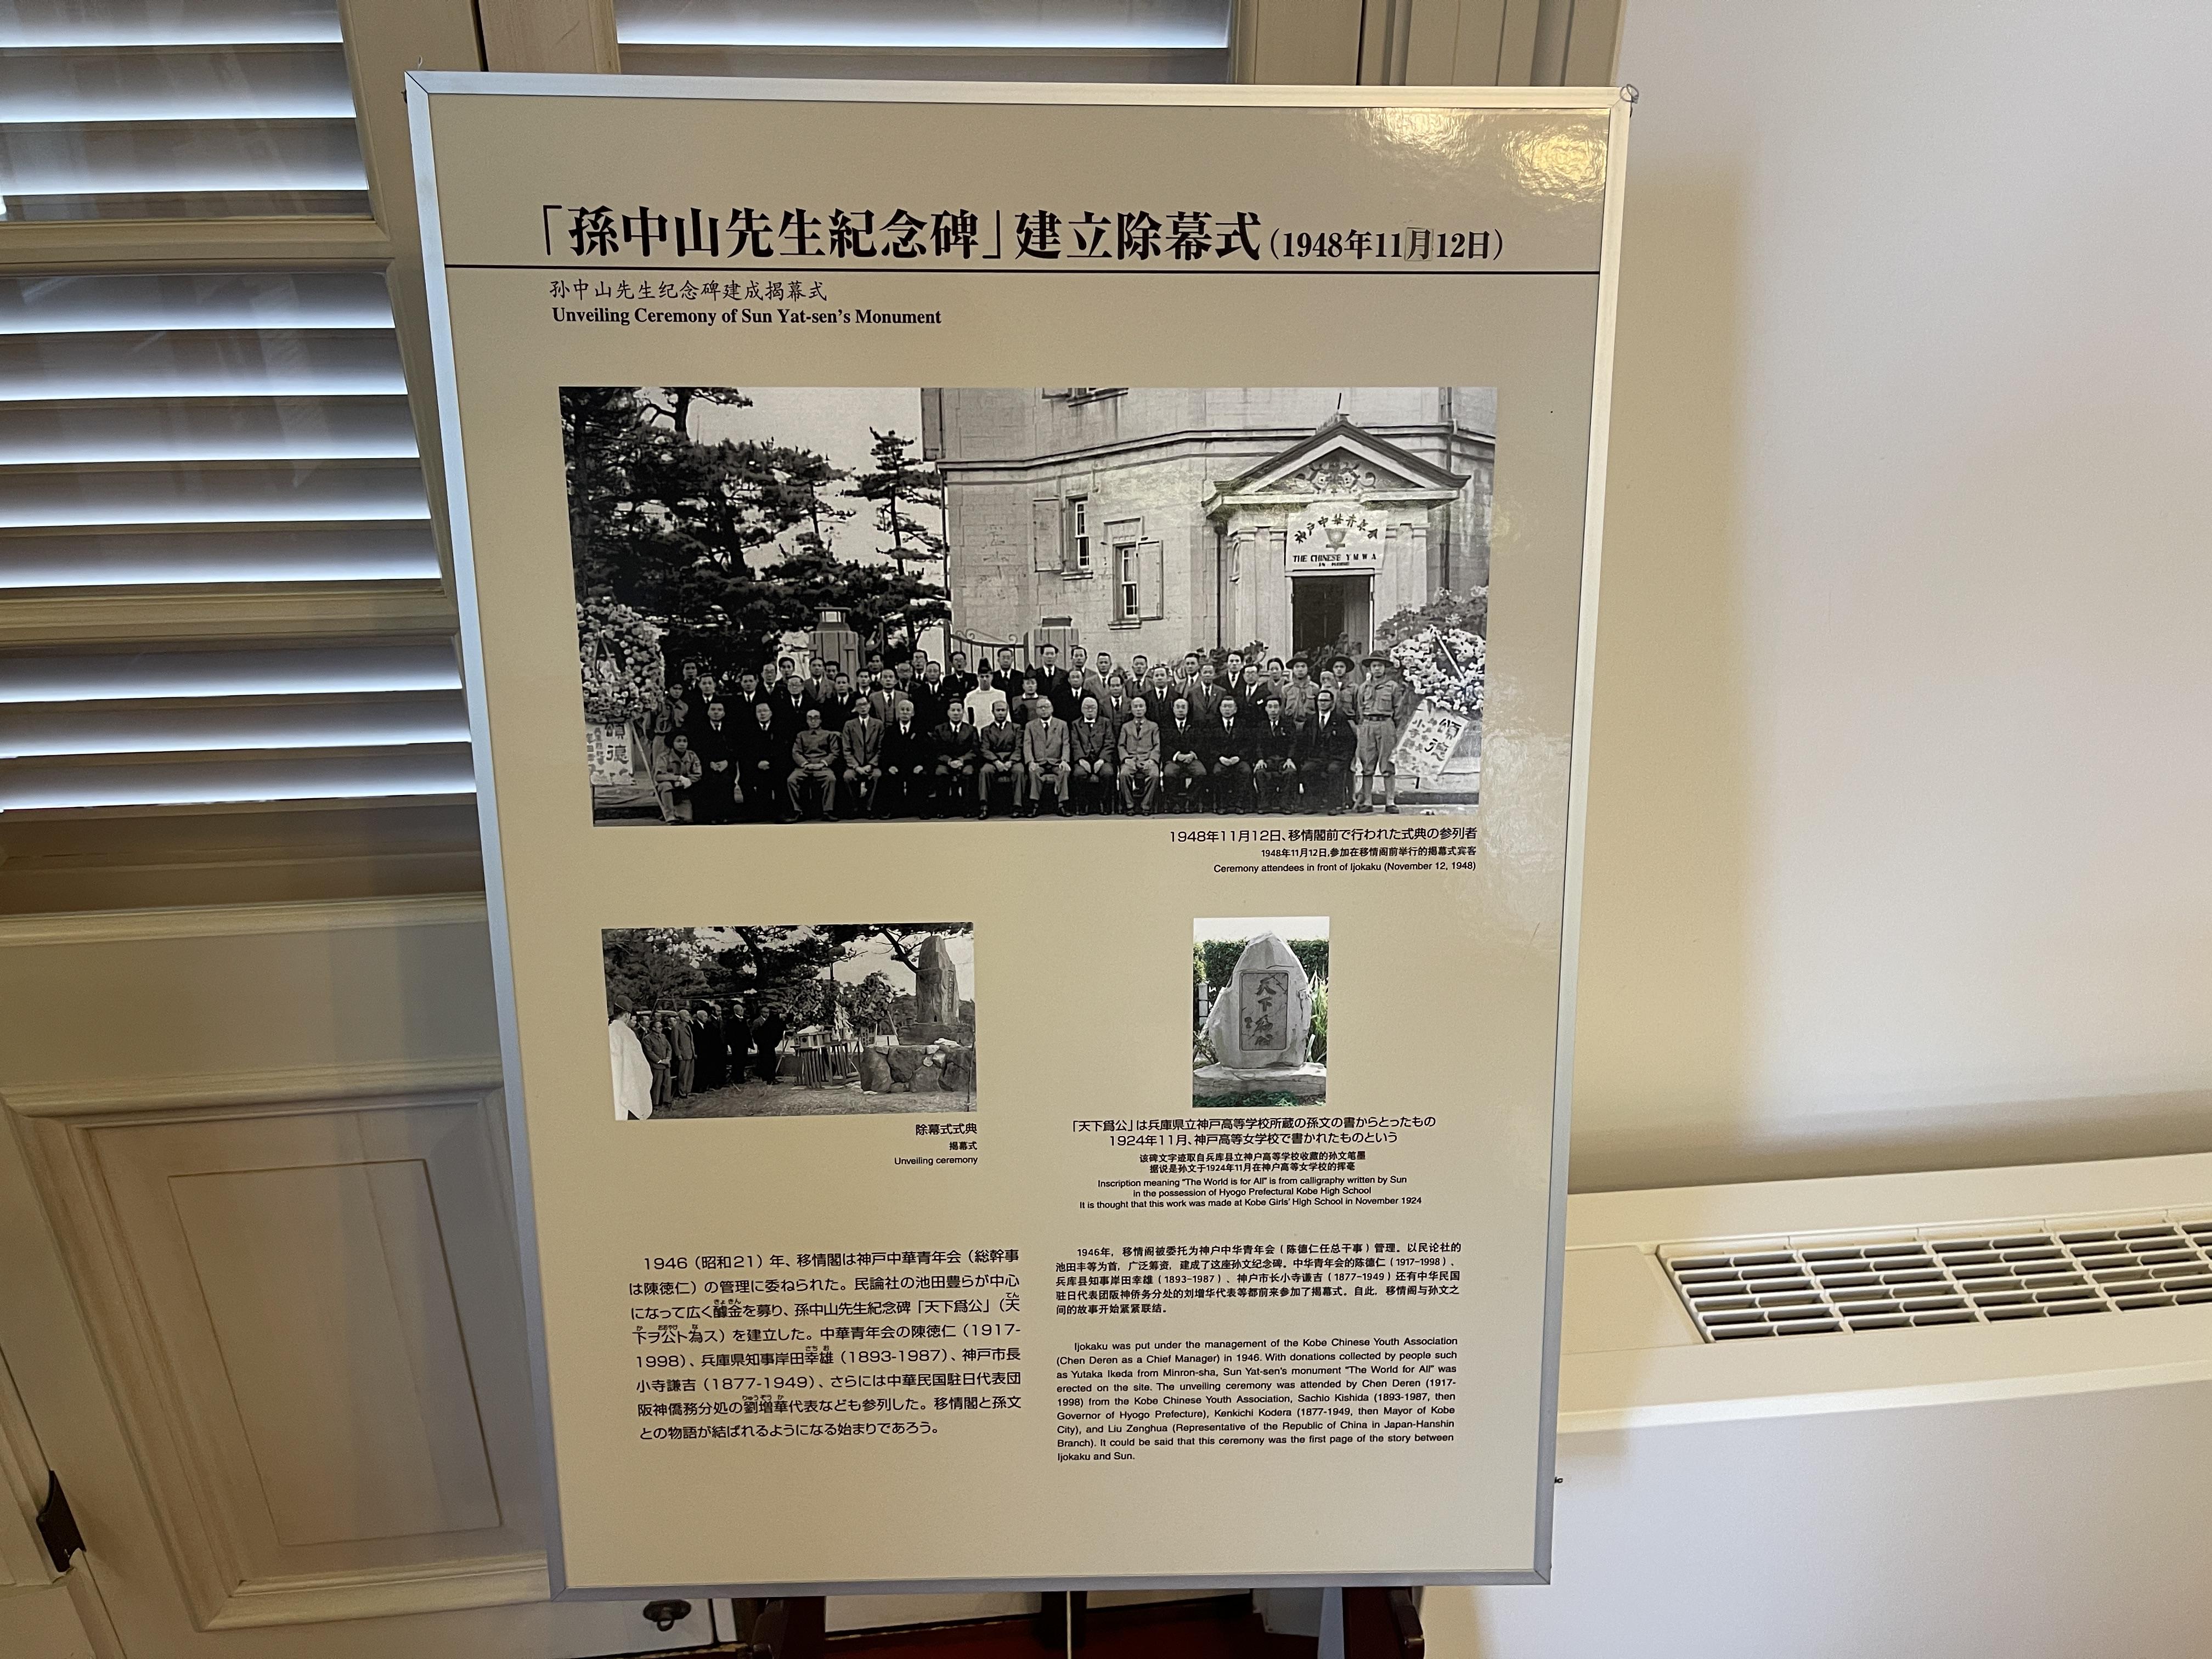 「孫中山先生紀念碑」建立除幕式(1948年11月12日)
孙中山先生纪念碑建成揭幕式
Unveiling Ceremony of Sun Yat-sen's Monument
神戸中華青年會
THE CHINESE Y M W A
IN KOBE
頌徳
頌徳
1948年11月12日、移情閣前で行われた式典の参列者
1948年11月12日,参加在移情阁前举行的揭幕式宾客
Ceremony attendees in front of Ijokaku (November 12, 1948)
天下爲公
除幕式式典
揭幕式
Unveiling ceremony
「天下爲公」は兵庫県立神戸高等学校所蔵の孫文の書からとったもの
1924年11月、神戸高等女学校で書かれたものという
该碑文字迹取自兵库县立神户高等学校收藏的孙文笔墨
据说是孙文于1924年11月在神户高等女学校的挥毫
Inscription meaning "The World is for All" is from calligraphy written by Sun
in the possession of Hyogo Prefectural Kobe High School
It is thought that this work was made at Kobe Girls' High School in November 1924
1946(昭和21)年、移情閣は神戸中華青年会(総幹事
は陳徳仁)の管理に委ねられた。民論社の池田豊らが中心
になって広く醵金を募り、孫中山先生紀念碑「天下爲公」(天
下ヲ公ト為ス)を建立した。中華青年会の陳徳仁(1917-
1998)、兵庫県知事岸田幸雄(1893-1987)、神戸市長
小寺謙吉(1877-1949)、さらには中華民国駐日代表団
阪神僑務分処の劉増華代表なども参列した。移情閣と孫文
との物語が結ばれるようになる始まりであろう。
1946年，移情阁被委托为神户中华青年会(陈德仁任总干事)管理。以民论社的
池田丰等为首，广泛筹资，建成了这座孙文纪念碑。中华青年会的陈德仁(1917-1998)、
兵库县知事岸田幸雄(1893-1987)、神户市长小寺谦吉(1877-1949)还有中华民国
驻日代表团阪神侨务分处的刘增华代表等都前来参加了揭幕式。自此，移情阁与孙文之
间的故事开始紧紧联结。
Ijokaku was put under the management of the Kobe Chinese Youth Association
(Chen Deren as a Chief Manager) in 1946. With donations collected by people such
as Yutaka Ikeda from Minron-sha, Sun Yat-sen's monument "The World for All" was
erected on the site. The unveiling ceremony was attended by Chen Deren (1917-
1998) from the Kobe Chinese Youth Association, Sachio Kishida (1893-1987, then
Governor of Hyogo Prefecture), Kenkichi Kodera (1877-1949, then Mayor of Kobe
City), and Liu Zenghua (Representative of the Republic of China in Japan-Hanshin
Branch). It could be said that this ceremony was the first page of the story between
Ijokaku and Sun.